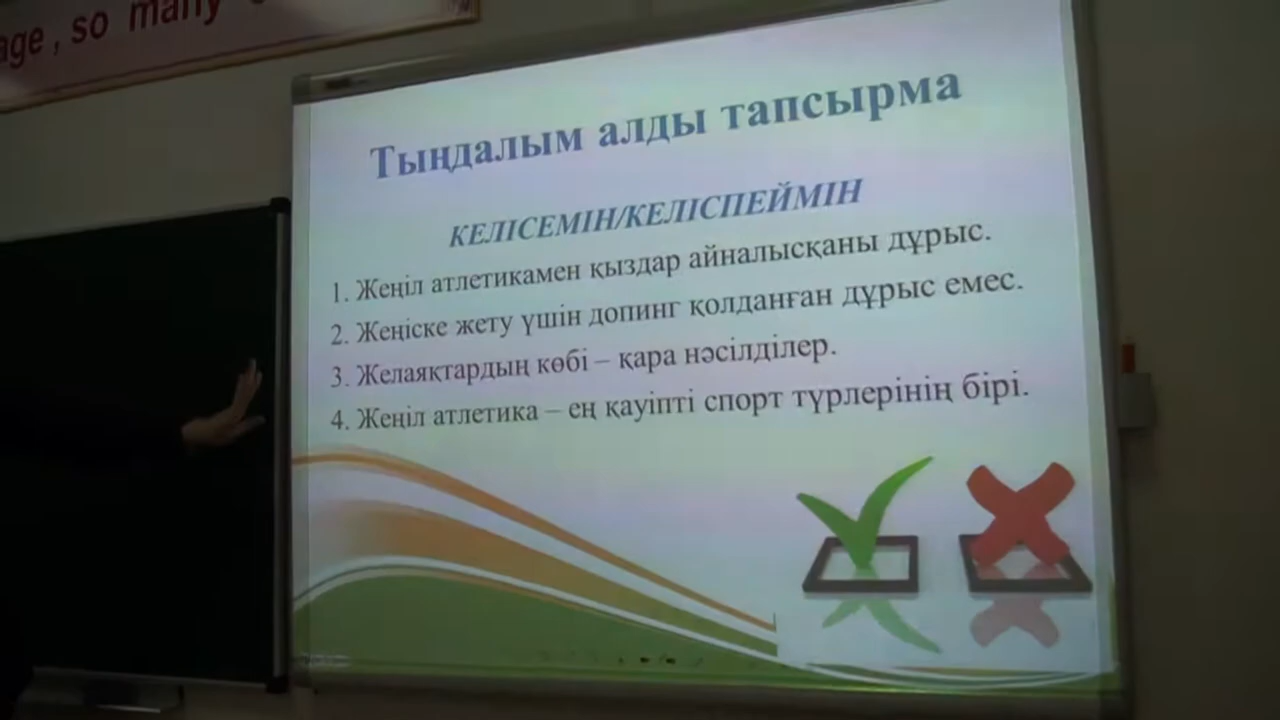 age, so many
Тыңдалым алды тапсырма
КЕЛІСЕМІН/КЕЛІСПЕЙМІН
1. Жеңіл атлетикамен қыздар айналысқаны дұрыс.
2. Жеңіске жету үшін допинг қолданған дұрыс емес.
3. Желаяқтардың көбі – қара нәсілділер.
4. Жеңіл атлетика – ең қауіпті спорт түрлерінің бірі.